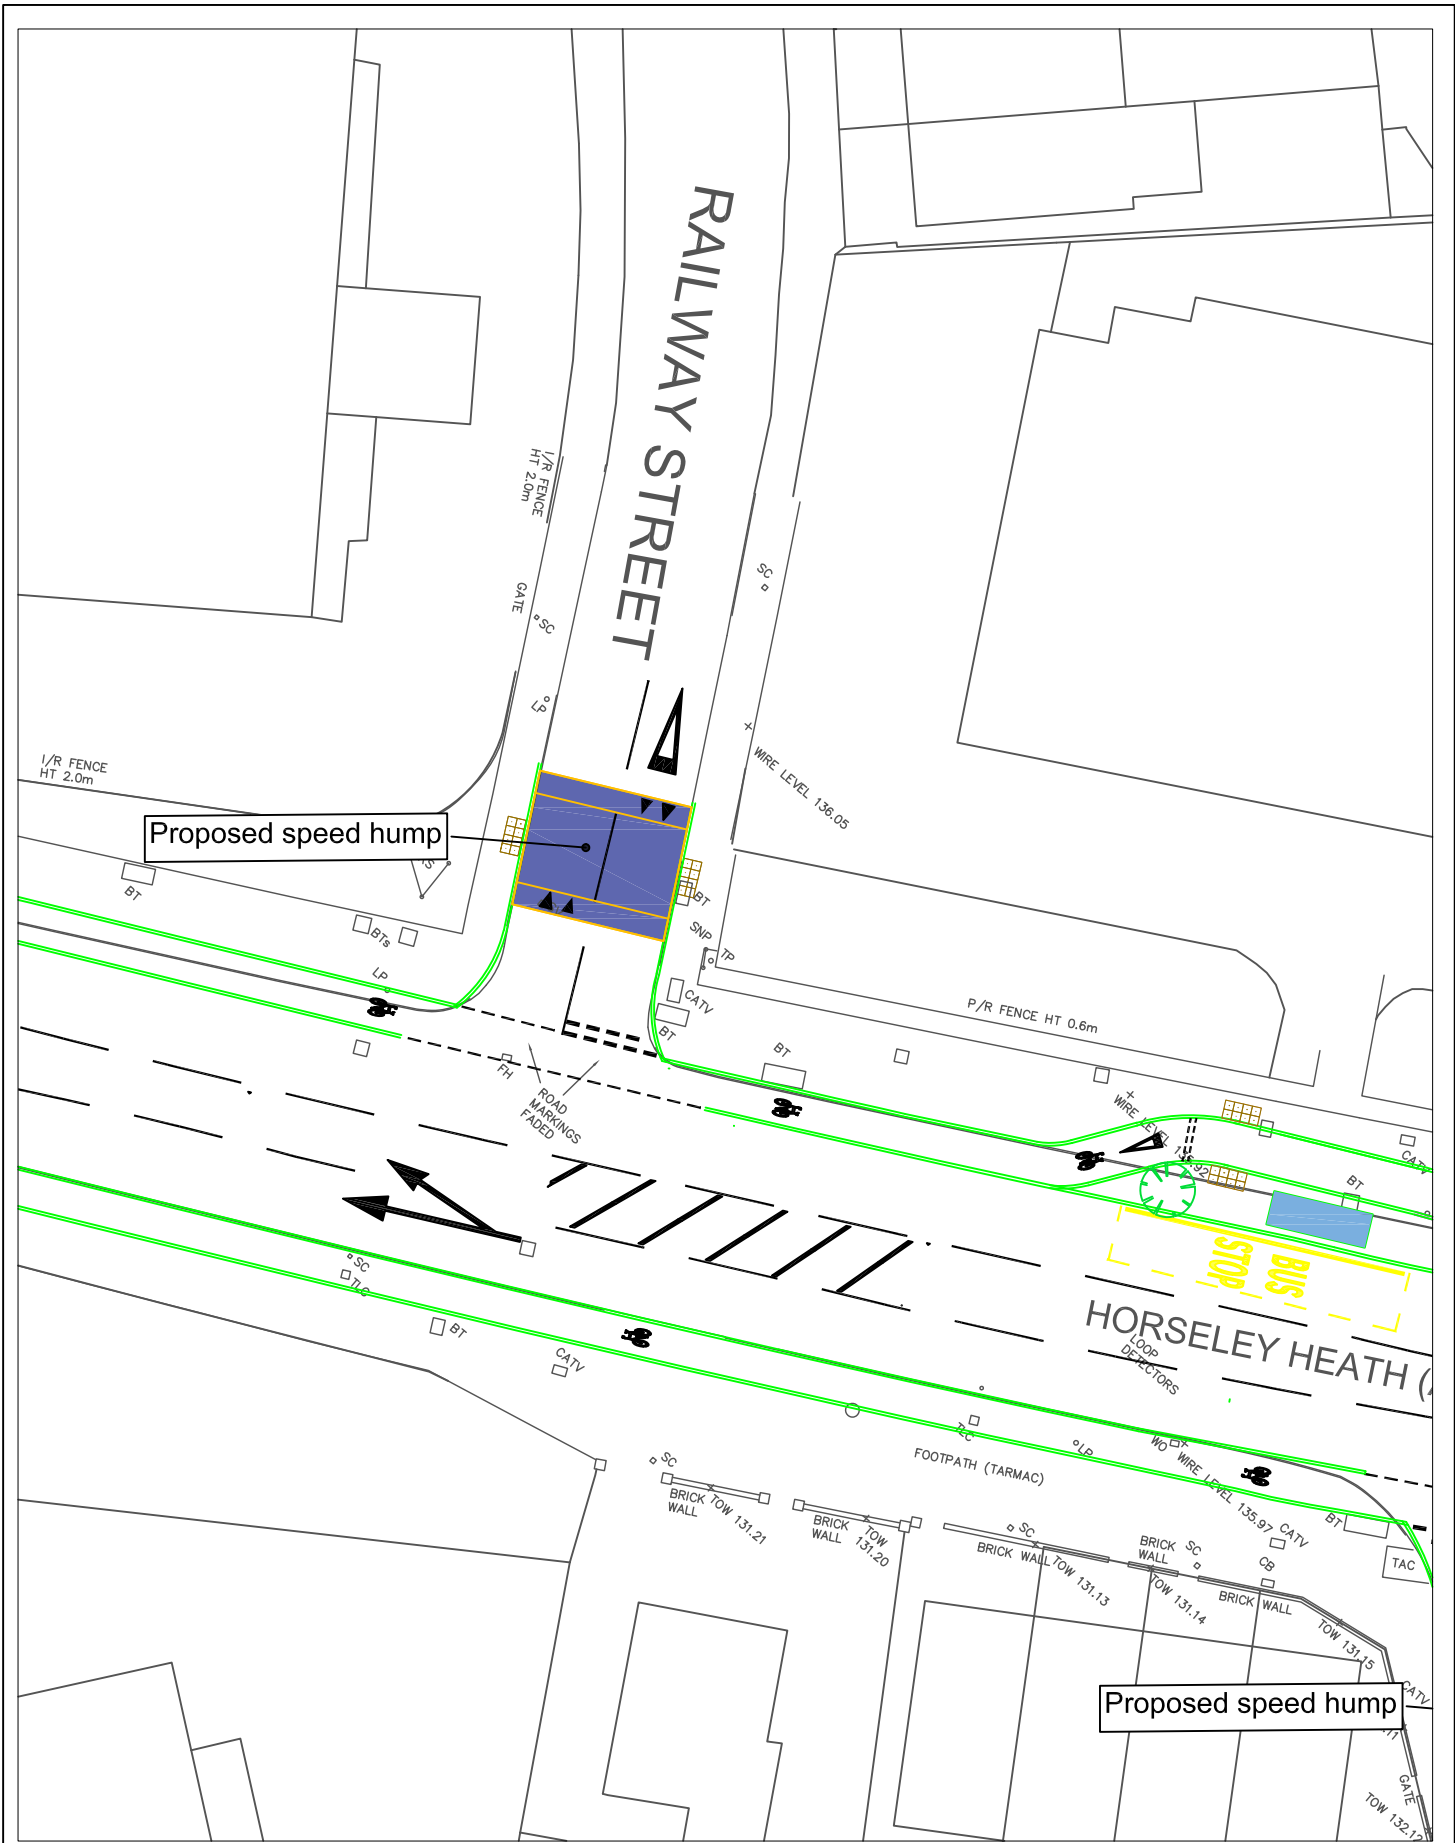 RAILWAY STREET
I/R FENCE
HT 2.0m
SC
GATE
SC
LP
WIRE LEVEL 136.05
I/R FENCE
HT 2.0m
Proposed speed hump
BT
BTs
BT
SNP
TP
LP
CATV
BT
P/R FENCE HT 0.6m
FH
BT
ROAD
MARKINGS
FADED
WIRE LEVEL 135.92
CATV
BT
BUS
STOP
SC
TLC
BT
CATV
HORSELEY HEATH (
LOOP
DETECTORS
TLC
LP
WO
WIRE LEVEL 135.97
FOOTPATH (TARMAC)
SC
BRICK
WALL
TOW 131.21
BRICK
WALL
TOW
131.20
SC
BRICK WALL
TOW 131.13
BRICK
WALL
TOW 131.14
SC
CATV
CB
BT
TAC
BRICK WALL
TOW 131.15
CATV
Proposed speed hump
GATE
TOW 132.12